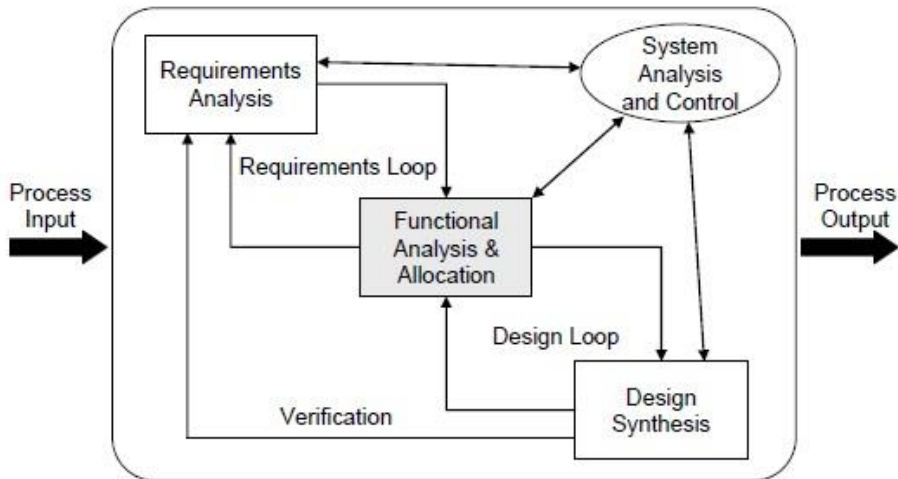 Requirements
Analysis
System
Analysis
and Control
Requirements Loop
Process
Input
Functional
Analysis &
Allocation
Process
Output
Design Loop
Design
Synthesis
Verification